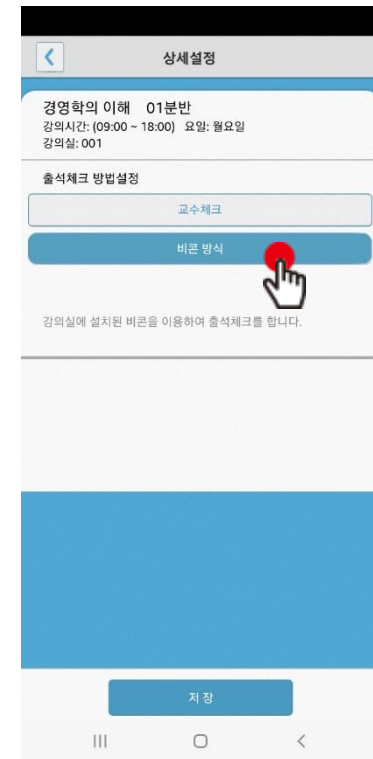 상세설정
경영학의 이해 01분반
강의시간: (09:00 ~ 18:00) 요일: 월요일
강의실: 001
출석체크 방법설정
교수체크
비콘 방식
강의실에 설치된 비콘을 이용하여 출석체크를 합니다.
저 장